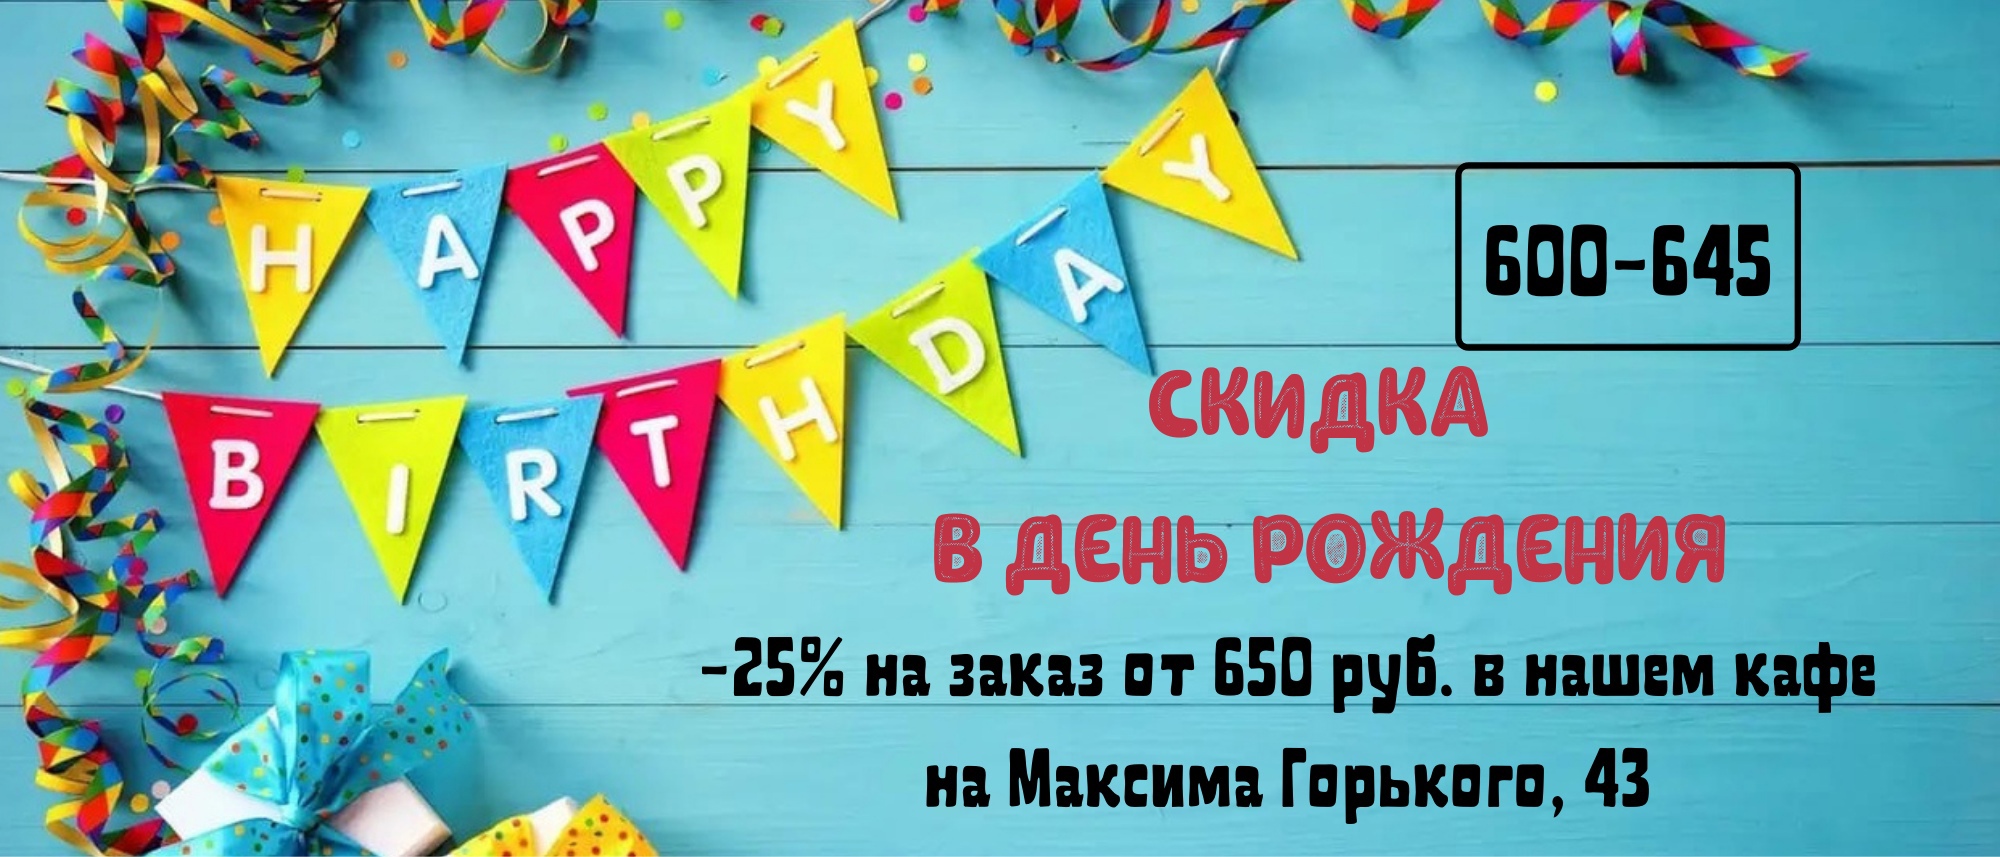 HAPPY
BIRTHDAY
600-645
СКИДКА
В ДЕНЬ РОЖДЕНИЯ
-25% на заказ от 650 руб. в нашем кафе
на Максима Горького, 43